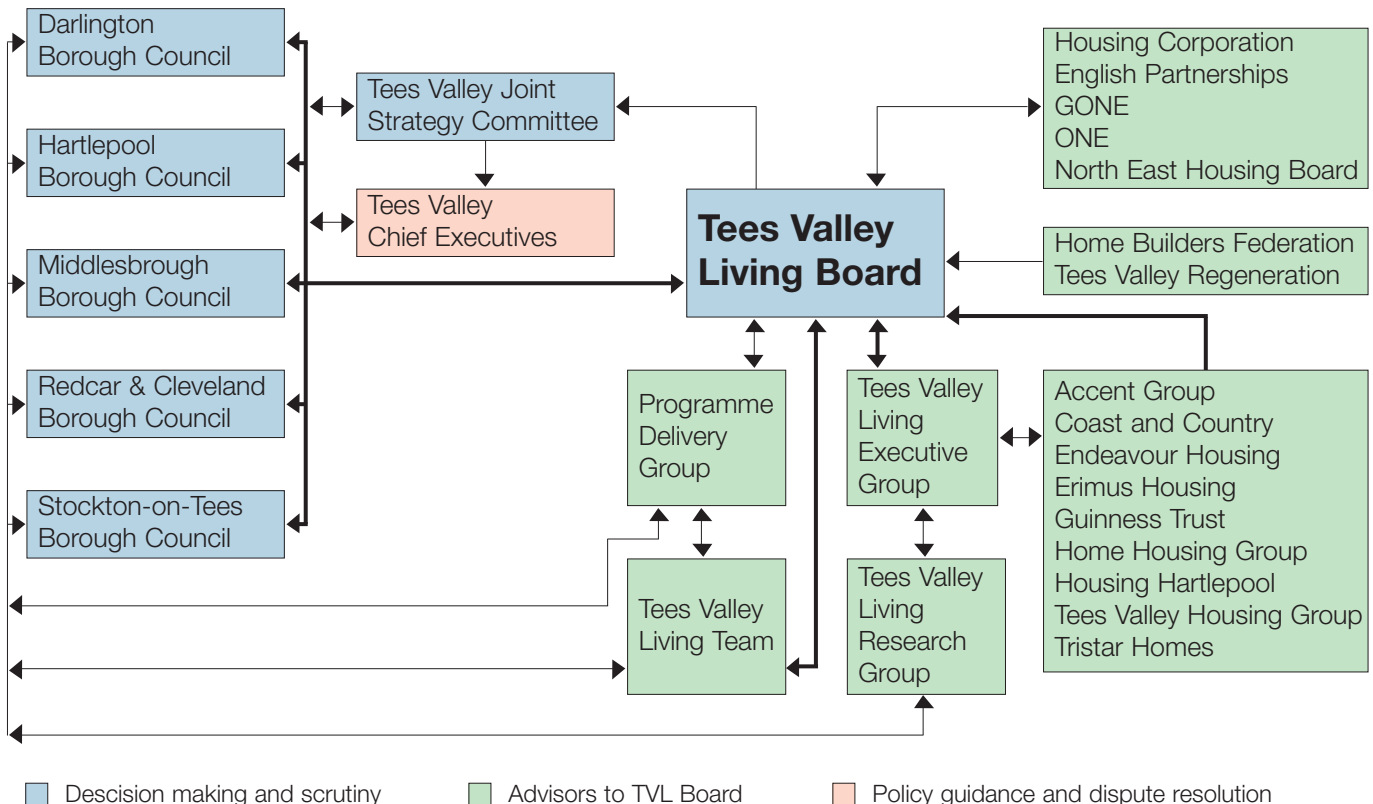 Darlington
Borough Council
Hartlepool
Borough Council
Middlesbrough
Borough Council
Redcar & Cleveland
Borough Council
Stockton-on-Tees
Borough Council
Tees Valley Joint
Strategy Committee
Tees Valley
Chief Executives
Tees Valley
Living Board
Housing Corporation
English Partnerships
GONE
ONE
North East Housing Board
Home Builders Federation
Tees Valley Regeneration
Programme
Delivery
Group
Tees Valley
Living
Executive
Group
Accent Group
Coast and Country
Endeavour Housing
Erimus Housing
Guinness Trust
Home Housing Group
Housing Hartlepool
Tees Valley Housing Group
Tristar Homes
Tees Valley
Living Team
Tees Valley
Living
Research
Group
Descision making and scrutiny
Advisors to TVL Board
Policy guidance and dispute resolution